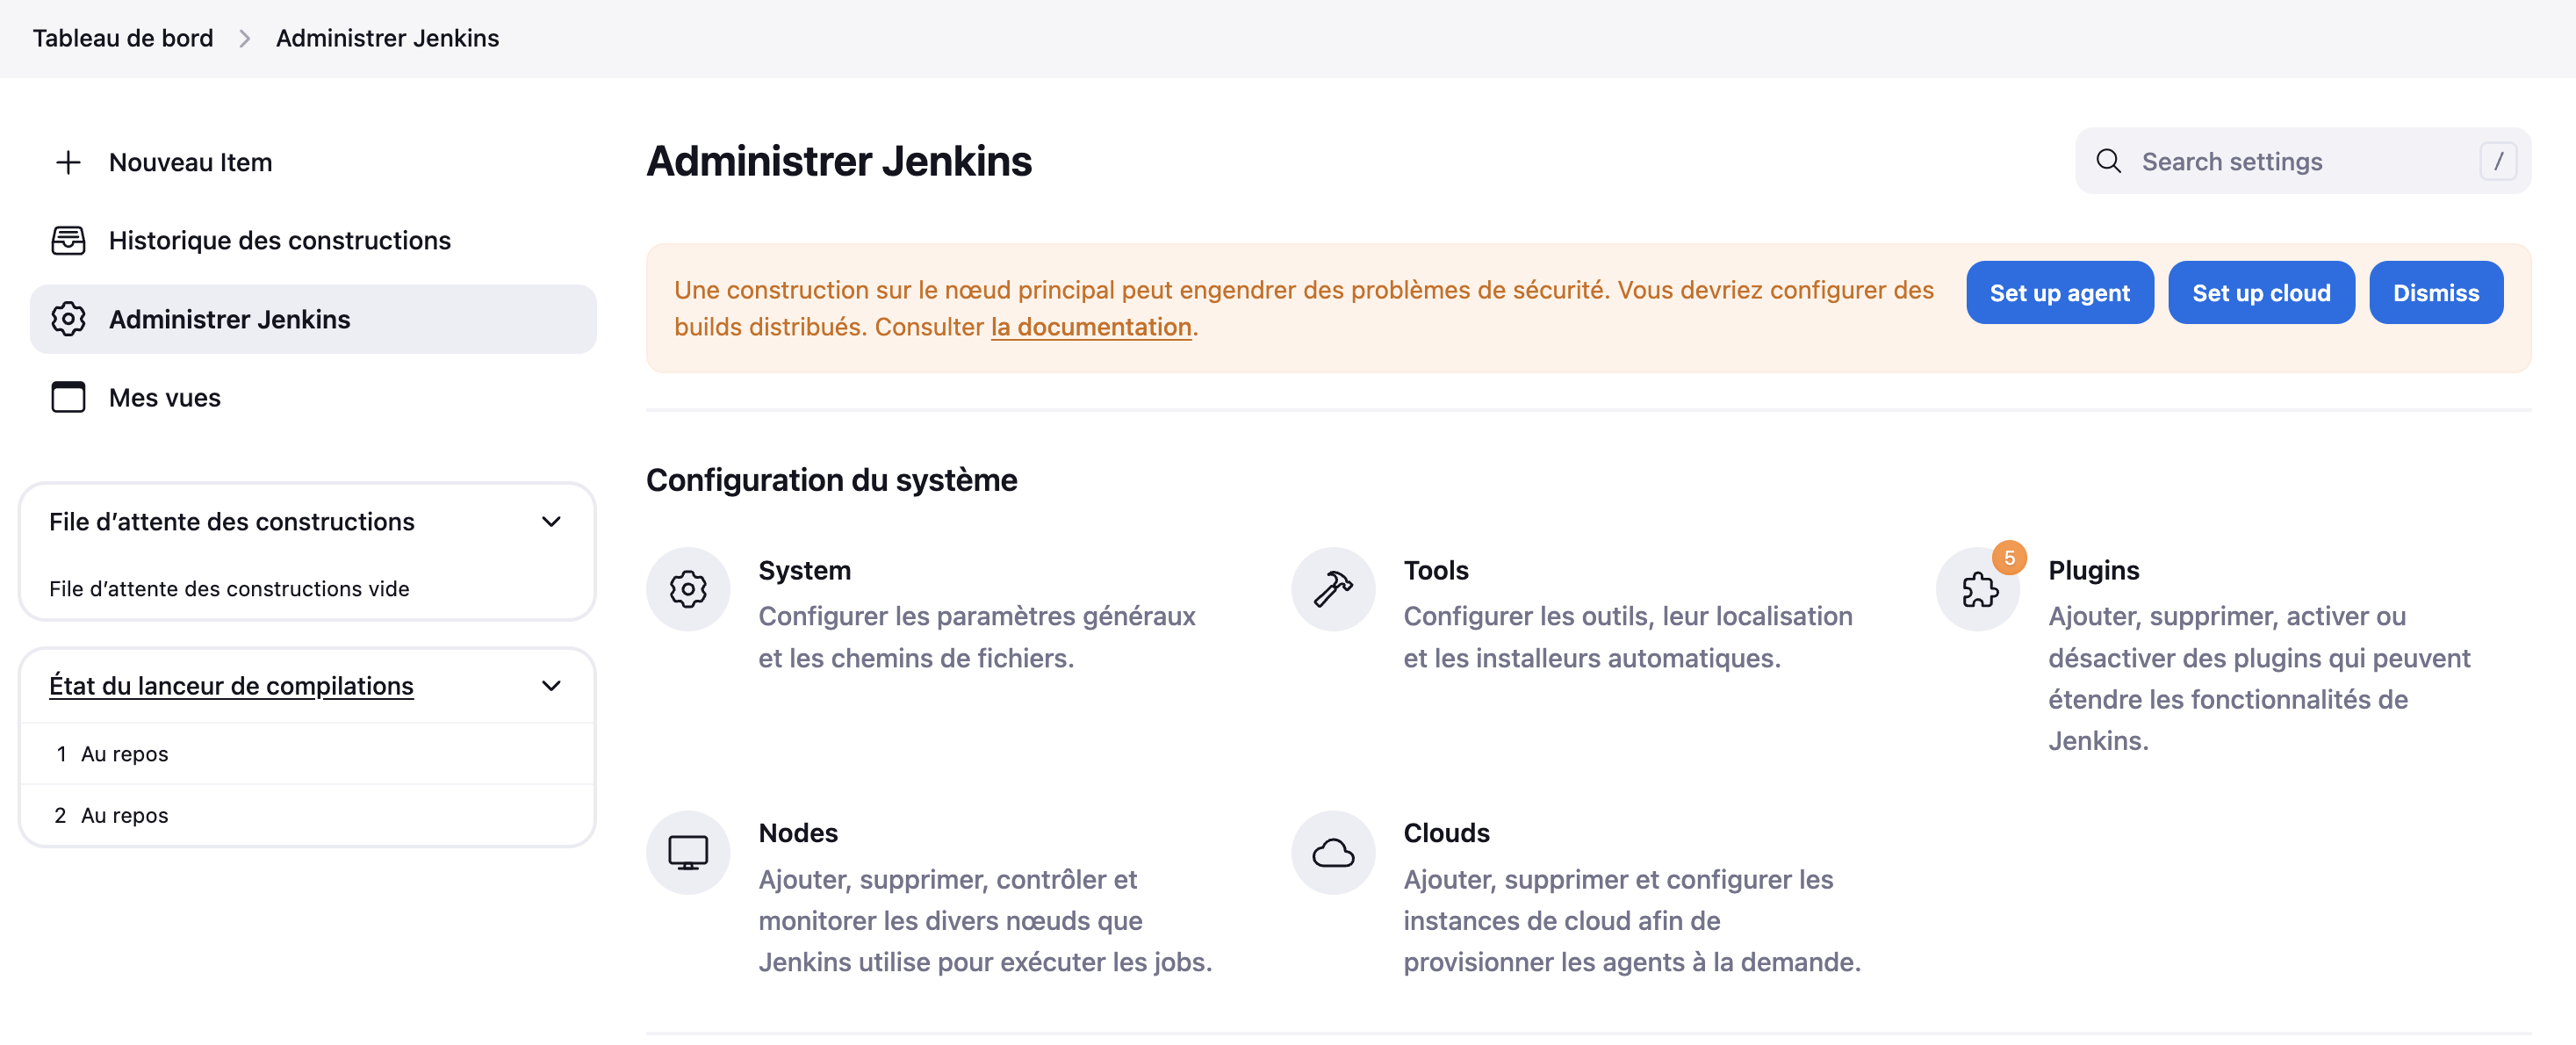 Tableau de bord > Administrer Jenkins
Nouveau Item
Historique des constructions
Administrer Jenkins
Mes vues
File d’attente des constructions
File d’attente des constructions vide
État du lanceur de compilations
1 Au repos
2 Au repos
Administrer Jenkins
Search settings /
Une construction sur le nœud principal peut engendrer des problèmes de sécurité. Vous devriez configurer des
builds distribués. Consulter la documentation.
Set up agent
Set up cloud
Dismiss
Configuration du système
System
Configurer les paramètres généraux
et les chemins de fichiers.
Tools
Configurer les outils, leur localisation
et les installeurs automatiques.
5
Plugins
Ajouter, supprimer, activer ou
désactiver des plugins qui peuvent
étendre les fonctionnalités de
Jenkins.
Nodes
Ajouter, supprimer, contrôler et
monitorer les divers nœuds que
Jenkins utilise pour exécuter les jobs.
Clouds
Ajouter, supprimer et configurer les
instances de cloud afin de
provisionner les agents à la demande.